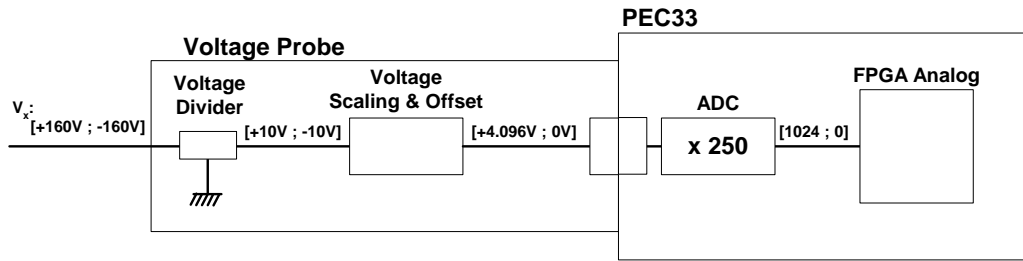 PEC33
Voltage Probe
Voltage
Divider
Voltage
Scaling & Offset
ADC
FPGA Analog
Vx:
[+160V ; -160V]
[+10V ; -10V]
[+4.096V ; 0V]
x 250
[1024 ; 0]